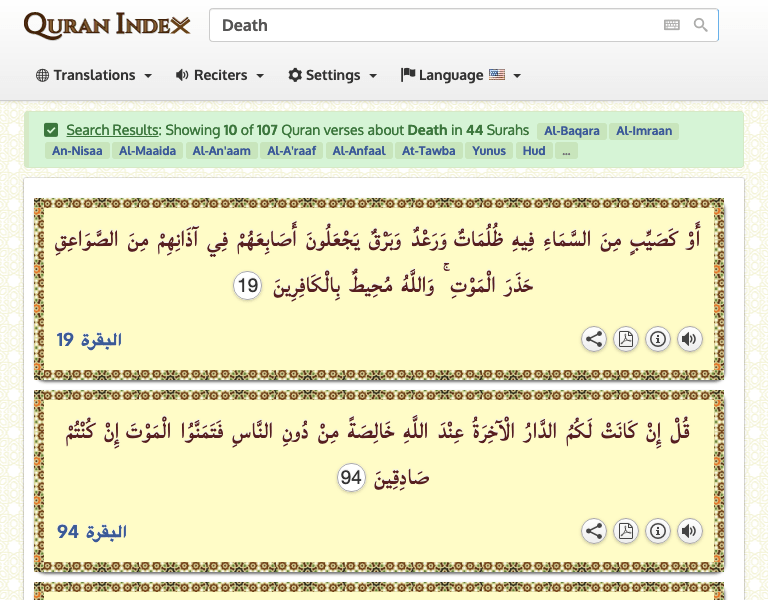 QURAN INDEX
Death
Translations
Reciters
Settings
Language
Search Results: Showing 10 of 107 Quran verses about Death in 44 Surahs Al-Baqara Al-Imraan
An-Nisaa Al-Maaida Al-An'aam Al-A'raaf Al-Anfaal At-Tawba Yunus Hud ...
أَوْ كَصَيِّبٍ مِنَ السَّمَاءِ فِيهِ ظُلُمَاتٌ وَرَعْدٌ وَبَرْقٌ يَجْعَلُونَ أَصَابِعَهُمْ فِي آذَانِهِمْ مِنَ الصَّوَاعِقِ
حَذَرَ الْمَوْتِ ۚ وَاللَّهُ مُحِيطٌ بِالْكَافِرِينَ 19
البقرة 19
قُلْ إِنْ كَانَتْ لَكُمُ الدَّارُ الْآخِرَةُ عِنْدَ اللَّهِ خَالِصَةً مِنْ دُونِ النَّاسِ فَتَمَنَّوُا الْمَوْتَ إِنْ كُنْتُمْ
صَادِقِينَ 94
البقرة 94